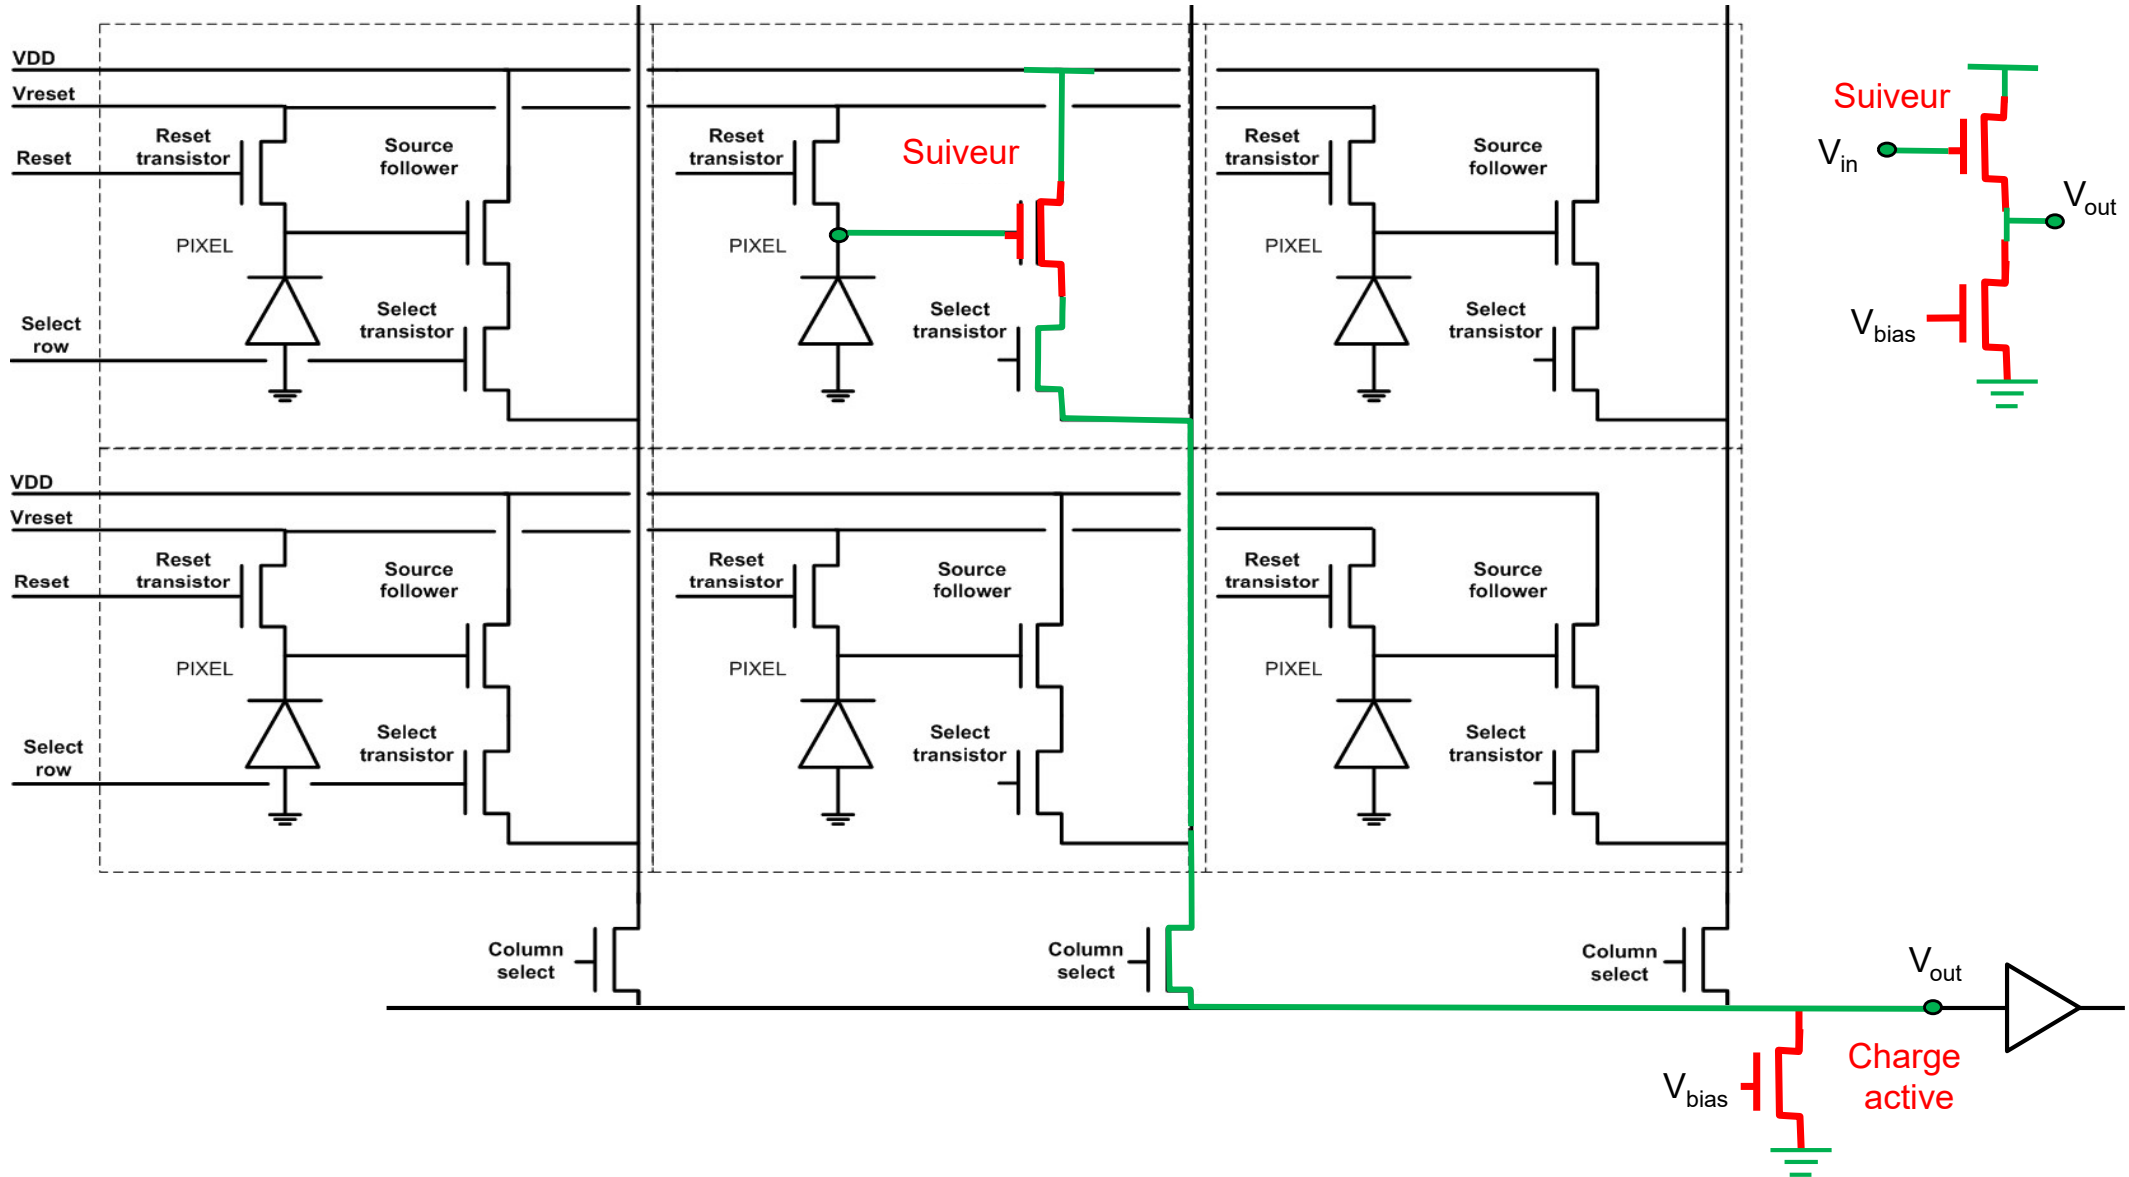 VDD
Vreset
Reset
transistor
Source
follower
Reset
PIXEL
Select
transistor
Select
row
Reset
transistor
Suiveur
PIXEL
Select
transistor
Reset
transistor
Source
follower
PIXEL
Select
transistor
Suiveur
Vin
Vout
Vbias
VDD
Vreset
Reset
transistor
Source
follower
Reset
PIXEL
Select
transistor
Select
row
Reset
transistor
Source
follower
PIXEL
Select
transistor
Reset
transistor
Source
follower
PIXEL
Select
transistor
Column
select
Column
select
Column
select
Vout
Vbias
Charge
active